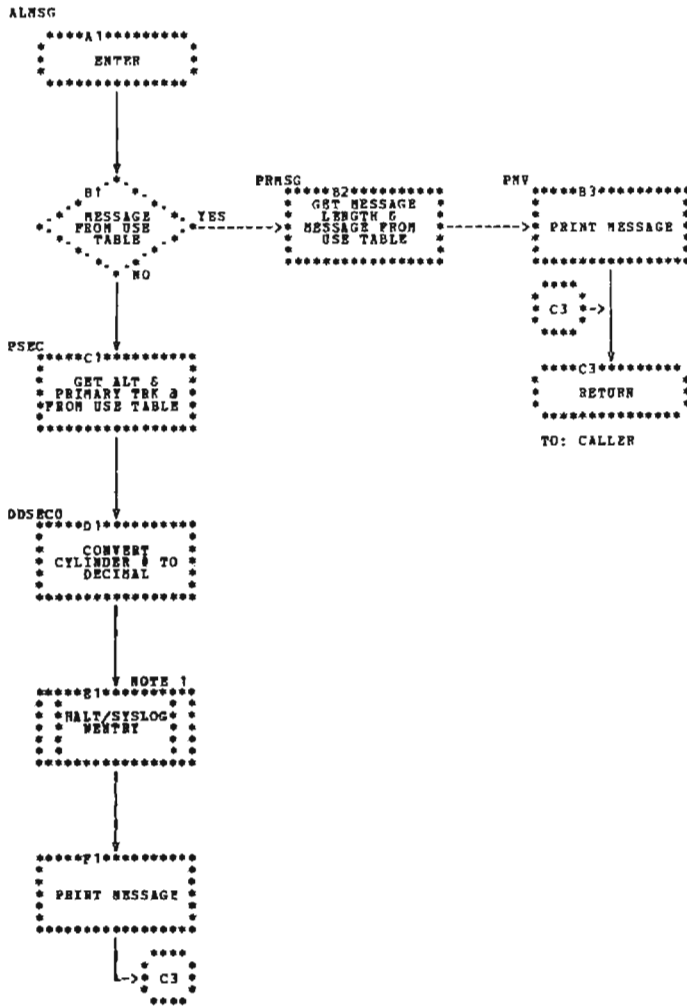 ALMSG
A1
ENTER
B1
MESSAGE
FROM USE
TABLE
YES
NO
PRMSG
B2
GET MESSAGE
LENGTH &
MESSAGE FROM
USE TABLE
PMV
B3
PRINT MESSAGE
C3
C3
RETURN
TO: CALLER
PSEC
C1
GET ALT &
PRIMARY TRK @
FROM USE TABLE
DDSECO
D1
CONVERT
CYLINDER # TO
DECIMAL
NOTE 1
E1
HALT/SYSLOG
NENTRY
F1
PRINT MESSAGE
C3